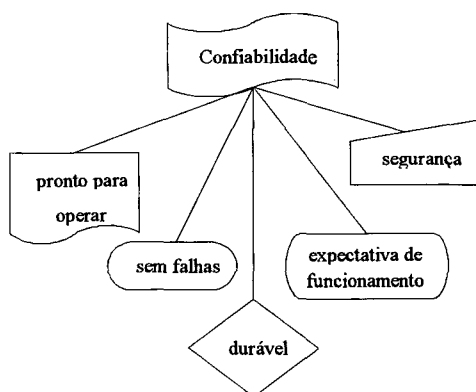 Confiabilidade
pronto para
operar
sem falhas
durável
expectativa de
funcionamento
segurança